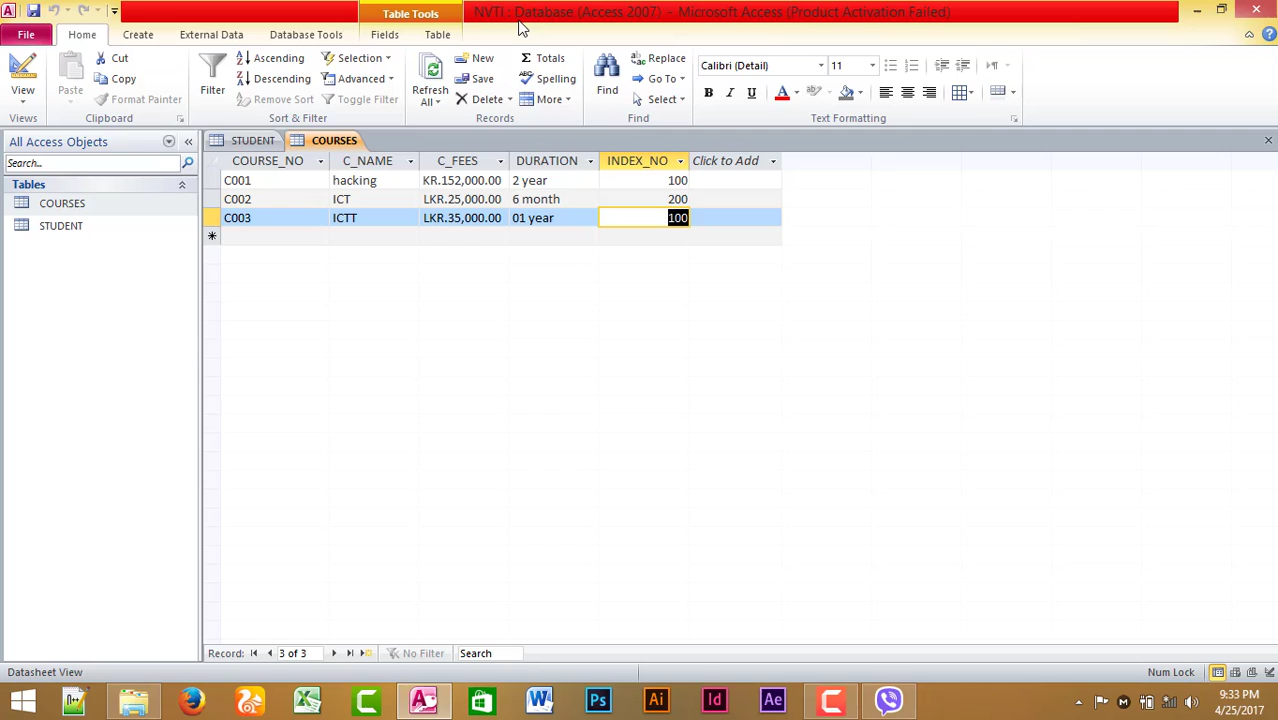 Table Tools
NVTI : Database (Access 2007) - Microsoft Access (Product Activation Failed)
File Home Create External Data Database Tools Fields Table
View
Views
Paste
Cut
Copy
Format Painter
Clipboard
Filter
Ascending
Descending
Remove Sort
Selection
Advanced
Toggle Filter
Sort & Filter
Refresh
All
New
Save
Delete
Totals
Spelling
More
Records
Find
Replace
Go To
Select
Find
Calibri (Detail) 11
B I U A
Text Formatting
All Access Objects
Search...
Tables
COURSES
STUDENT
STUDENT COURSES
COURSE_NO C_NAME C_FEES DURATION INDEX_NO Click to Add
C001 hacking KR.152,000.00 2 year 100
C002 ICT LKR.25,000.00 6 month 200
C003 ICTT LKR.35,000.00 01 year 100
Record: 3 of 3 No Filter Search
Datasheet View Num Lock
W Ps Ai Id Ae
9:33 PM
4/25/2017